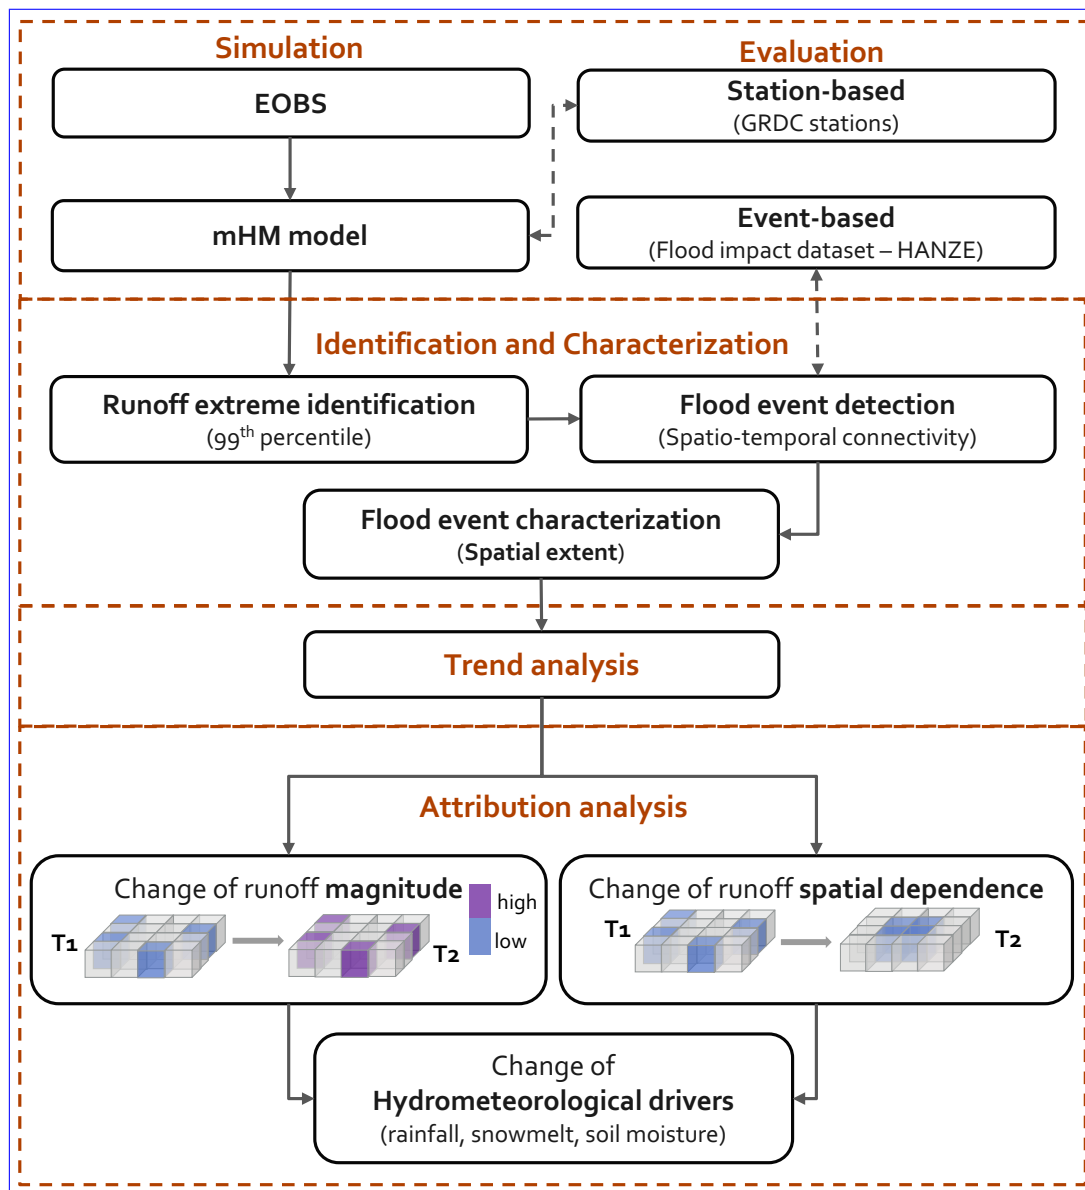 Simulation
EOBS
mHM model
Evaluation
Station-based
(GRDC stations)
Event-based
(Flood impact dataset – HANZE)
Identification and Characterization
Runoff extreme identification
(99th percentile)
Flood event detection
(Spatio-temporal connectivity)
Flood event characterization
(Spatial extent)
Trend analysis
Attribution analysis
Change of runoff magnitude
high
low
T1
T2
Change of runoff spatial dependence
T1
T2
Change of
Hydrometeorological drivers
(rainfall, snowmelt, soil moisture)